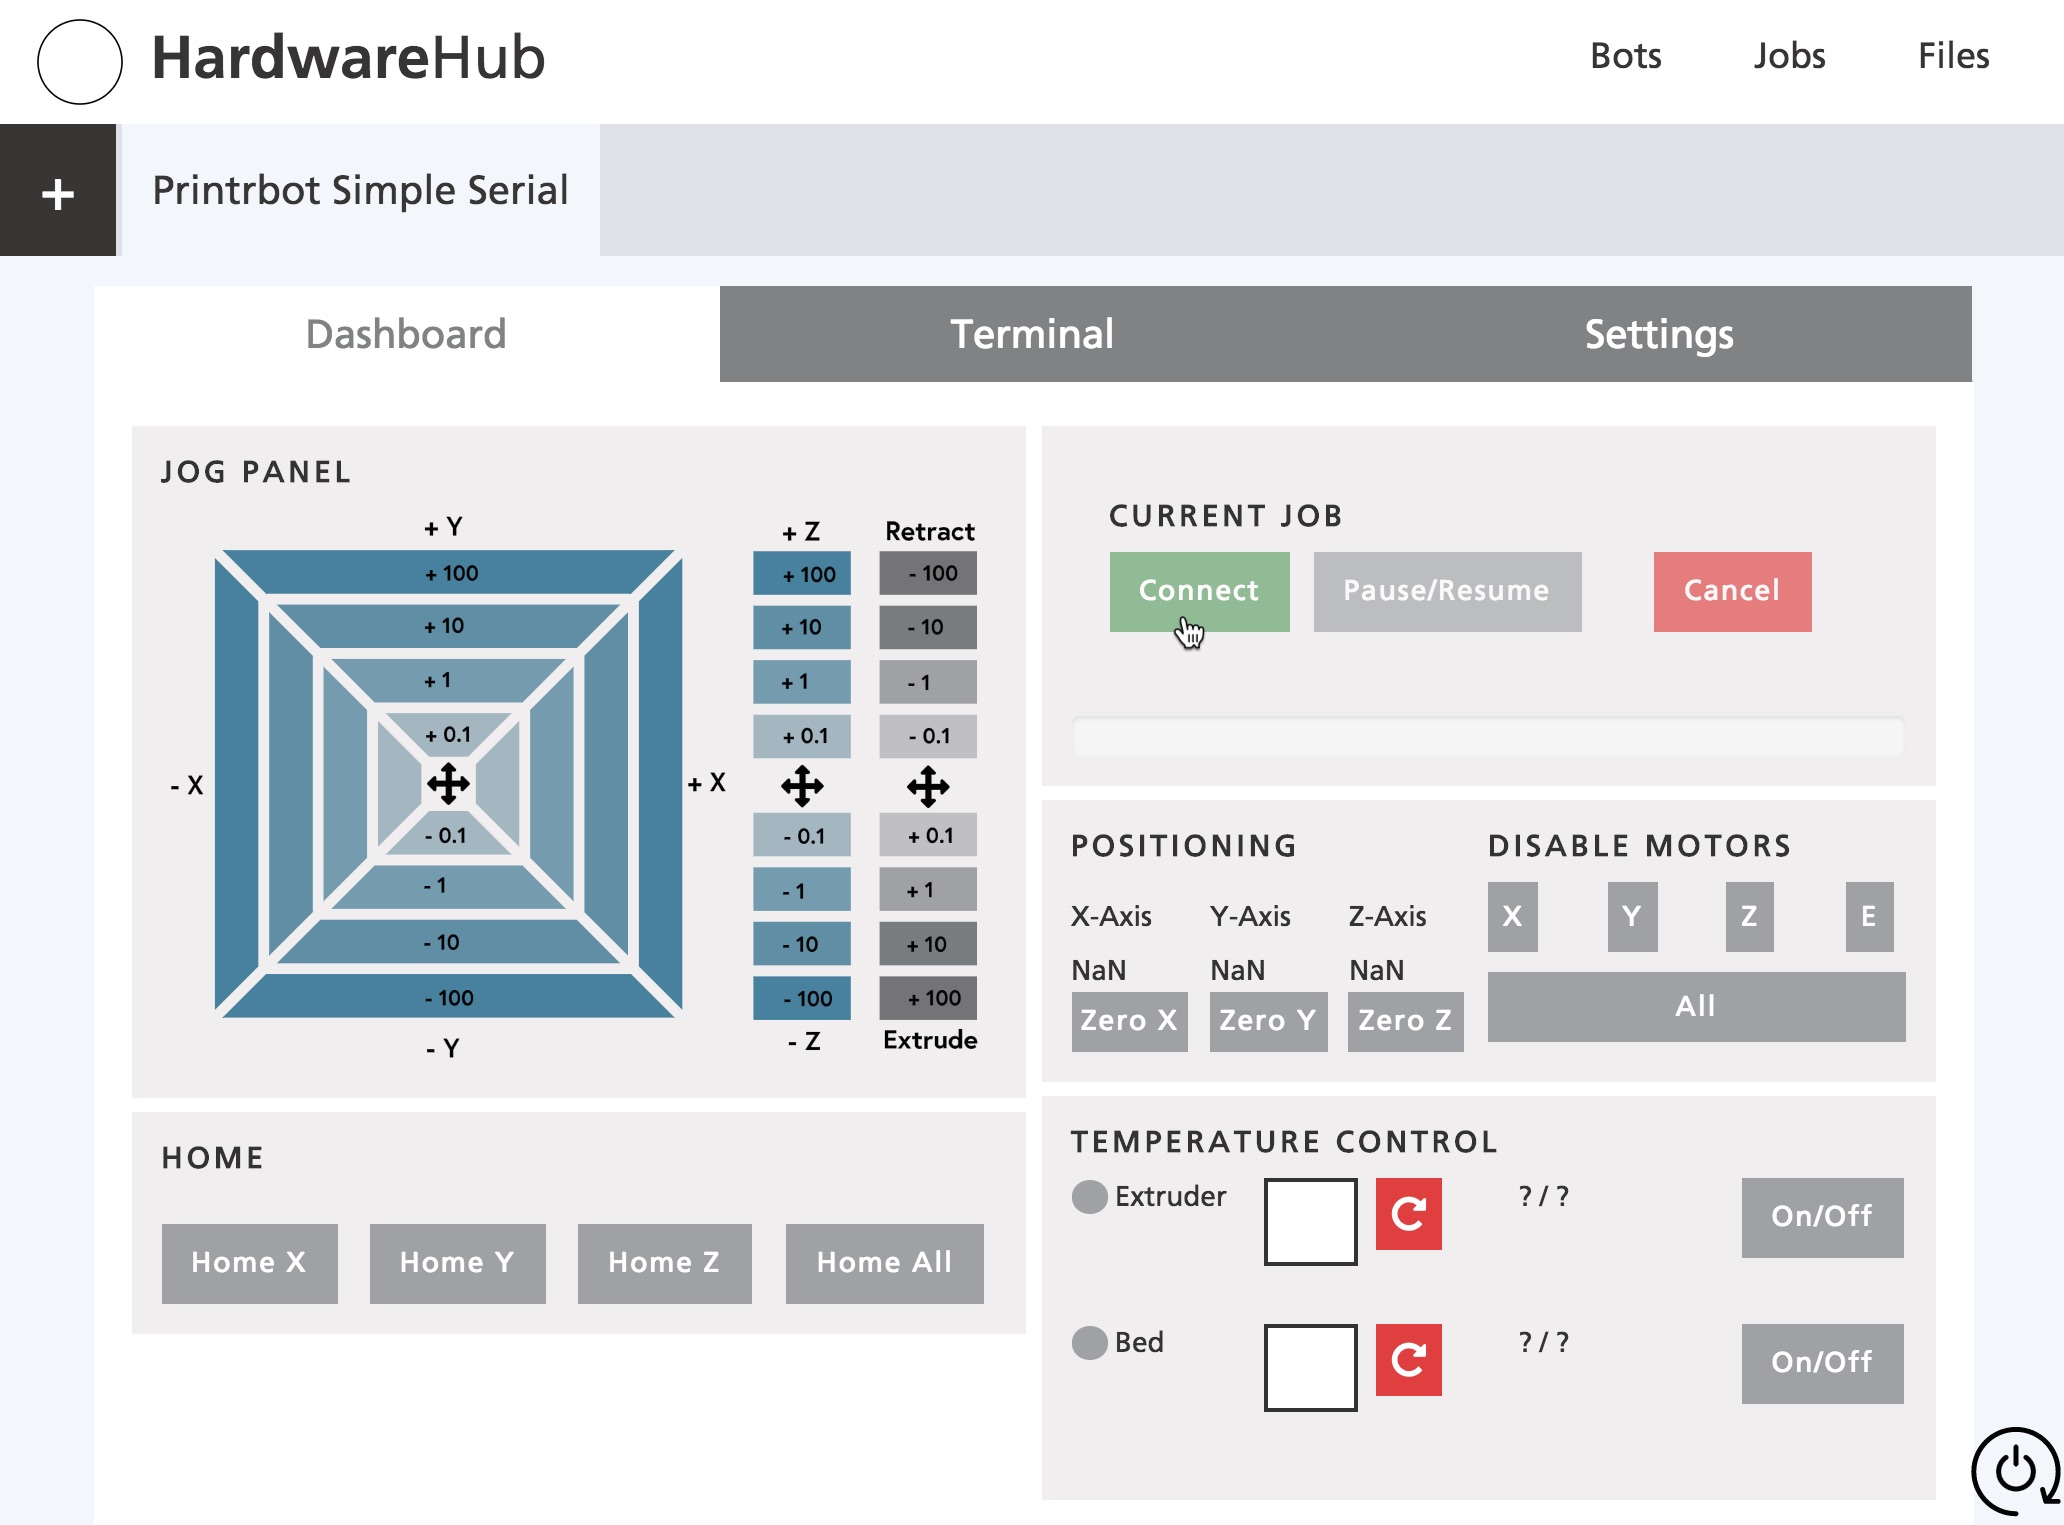 HardwareHub
Bots Jobs Files
+ Printrbot Simple Serial
Dashboard Terminal Settings
JOG PANEL
+ Y
+ 100
+ 10
+ 1
+ 0.1
- X
+ X
- 0.1
- 1
- 10
- 100
- Y
+ Z
+ 100
+ 10
+ 1
+ 0.1
- 0.1
- 1
- 10
- 100
- Z
Retract
- 100
- 10
- 1
- 0.1
+ 0.1
+ 1
+ 10
+ 100
Extrude
HOME
Home X Home Y Home Z Home All
CURRENT JOB
Connect Pause/Resume Cancel
POSITIONING
X-Axis Y-Axis Z-Axis
NaN NaN NaN
Zero X Zero Y Zero Z
DISABLE MOTORS
X Y Z E
All
TEMPERATURE CONTROL
Extruder ? / ? On/Off
Bed ? / ? On/Off